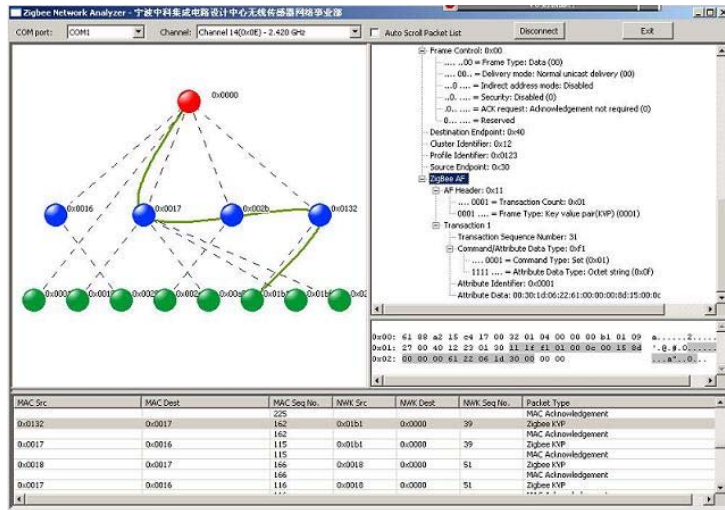 Zigbee Network Analyzer - 宁波中科集成电路设计中心无线传感器网络事业部
COM port: COM1 Channel: Channel 14(0x0E) - 2.420 GHz Auto Scroll Packet List Disconnect Exit
0x0000
0x0016 0x0017 0x002b 0x0132
Frame Control: 0x00
.... ..00 = Frame Type: Data (00)
.... 00.. = Delivery mode: Normal unicast delivery (00)
...0 .... = Indirect address mode: Disabled
..0. .... = Security: Disabled (0)
.0.. .... = ACK request: Acknowledgement not required (0)
0... .... = Reserved
Destination Endpoint: 0x40
Cluster Identifier: 0x12
Profile Identifier: 0x0123
Source Endpoint: 0x30
ZigBee AF
AF Header: 0x11
.... 0001 = Transaction Count: 0x01
0001 .... = Frame Type: Key value pair(KVP) (0001)
Transaction 1
Transaction Sequence Number: 31
Command/Attribute Data Type: 0xf1
.... 0001 = Command Type: Set (0x01)
1111 .... = Attribute Data Type: Octet string (0x0f)
Attribute Identifier: 0x0001
Attribute Data: 00:30:1d:06:22:61:00:00:00:8d:15:00:0c
0x00: 61 88 a2 15 c4 17 00 32 01 04 00 00 00 b1 01 09 a......2.....
0x01: 27 00 40 12 23 01 30 11 1f f1 01 00 0c 00 15 8d '.@.#.0......
0x02: 00 00 00 61 22 06 1d 30 00 00 00 ...a"..0...
MAC Src MAC Dest MAC Seq No. NWK Src NWK Dest NWK Seq No. Packet Type
225 MAC Acknowledgement
0x0132 0x0017 162 0x01b1 0x0000 39 Zigbee KVP
162 MAC Acknowledgement
0x0017 0x0016 115 0x01b1 0x0000 39 Zigbee KVP
115 MAC Acknowledgement
0x0018 0x0017 166 0x0018 0x0000 51 Zigbee KVP
166 MAC Acknowledgement
0x0017 0x0016 116 0x0018 0x0000 51 Zigbee KVP